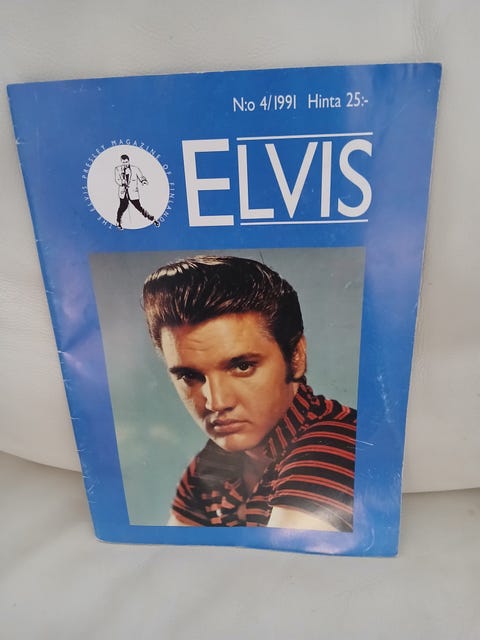 N:o 4/1991 Hinta 25:-
THE ELVIS PRESLEY MAGAZINE OF FINLAND
ELVIS